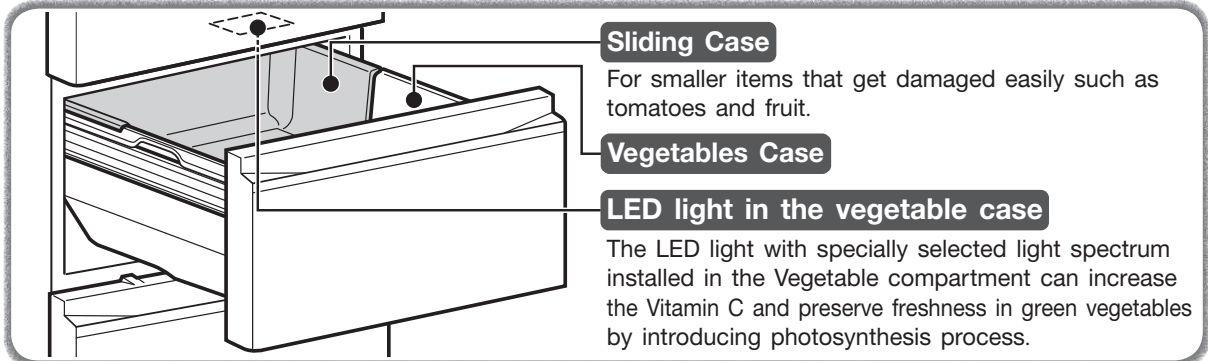 Sliding Case
For smaller items that get damaged easily such as
tomatoes and fruit.
Vegetables Case
LED light in the vegetable case
The LED light with specially selected light spectrum
installed in the Vegetable compartment can increase
the Vitamin C and preserve freshness in green vegetables
by introducing photosynthesis process.